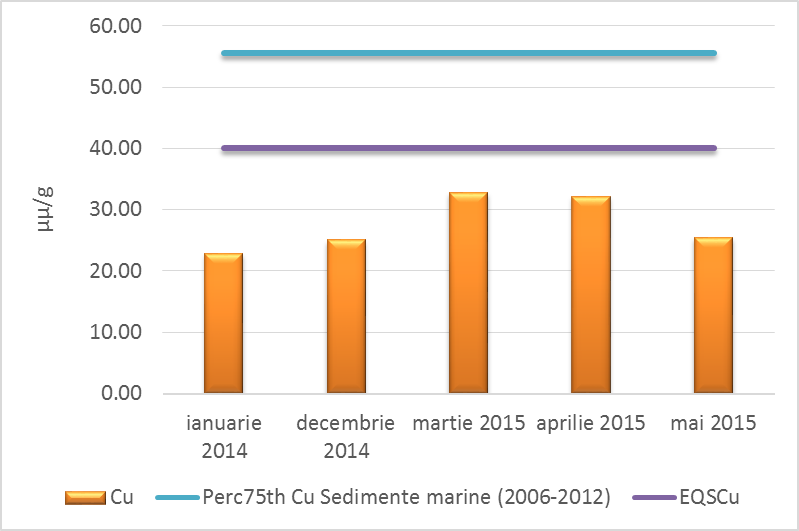 60.00
50.00
40.00
30.00
20.00
10.00
0.00
µµ/g
ianuarie 2014
decembrie 2014
martie 2015
aprilie 2015
mai 2015
Cu
Perc75th Cu Sedimente marine (2006-2012)
EQSCu